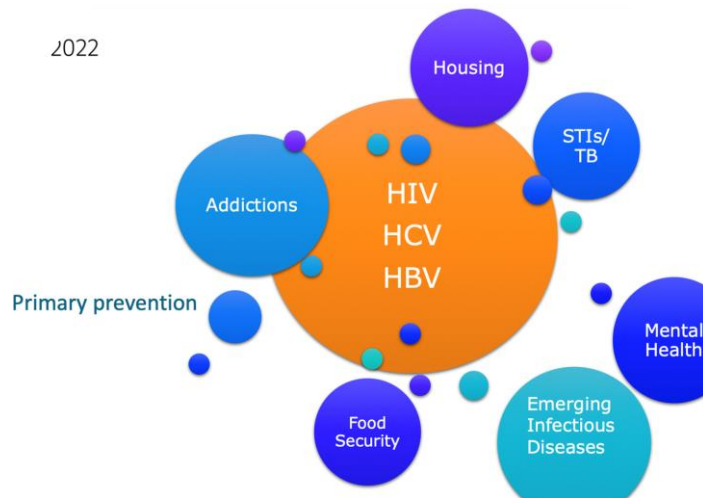 2022
Housing
STIs/
TB
Addictions
HIV
HCV
HBV
Primary prevention
Mental
Health
Food
Security
Emerging
Infectious
Diseases